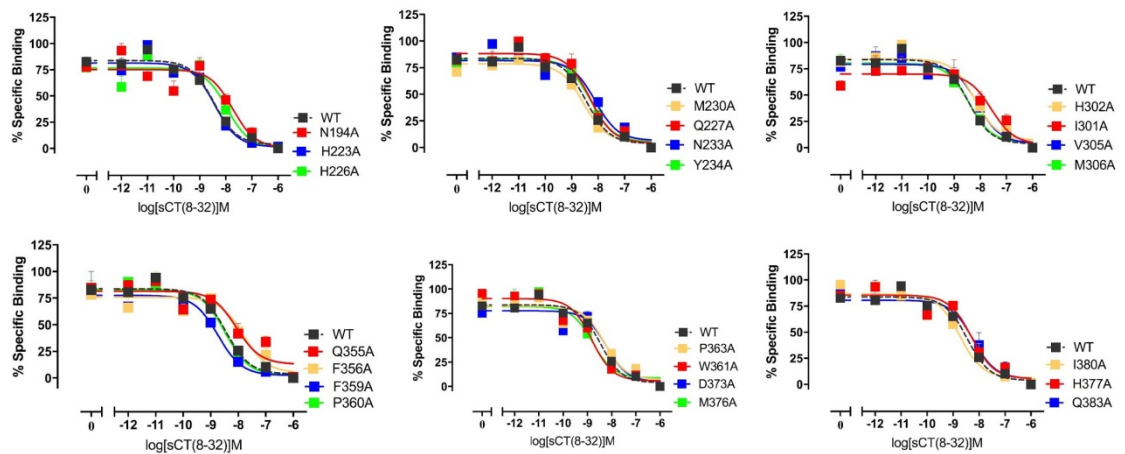 % Specific Binding
125
100
75
50
25
0
0 -12 -11 -10 -9 -8 -7 -6
log[sCT(8-32)]M
WT
N194A
H223A
H226A
% Specific Binding
125
100
75
50
25
0
0 -12 -11 -10 -9 -8 -7 -6
log[sCT(8-32)]M
WT
M230A
Q227A
N233A
Y234A
% Specific Binding
125
100
75
50
25
0
0 -12 -11 -10 -9 -8 -7 -6
log[sCT(8-32)]M
WT
H302A
I301A
V305A
M306A
% Specific Binding
125
100
75
50
25
0
0 -12 -11 -10 -9 -8 -7 -6
log[sCT(8-32)]M
WT
Q355A
F356A
F359A
P360A
% Specific Binding
125
100
75
50
25
0
0 -12 -11 -10 -9 -8 -7 -6
log[sCT(8-32)]M
WT
P363A
W361A
D373A
M376A
% Specific Binding
125
100
75
50
25
0
0 -12 -11 -10 -9 -8 -7 -6
log[sCT(8-32)]M
WT
I380A
H377A
Q383A